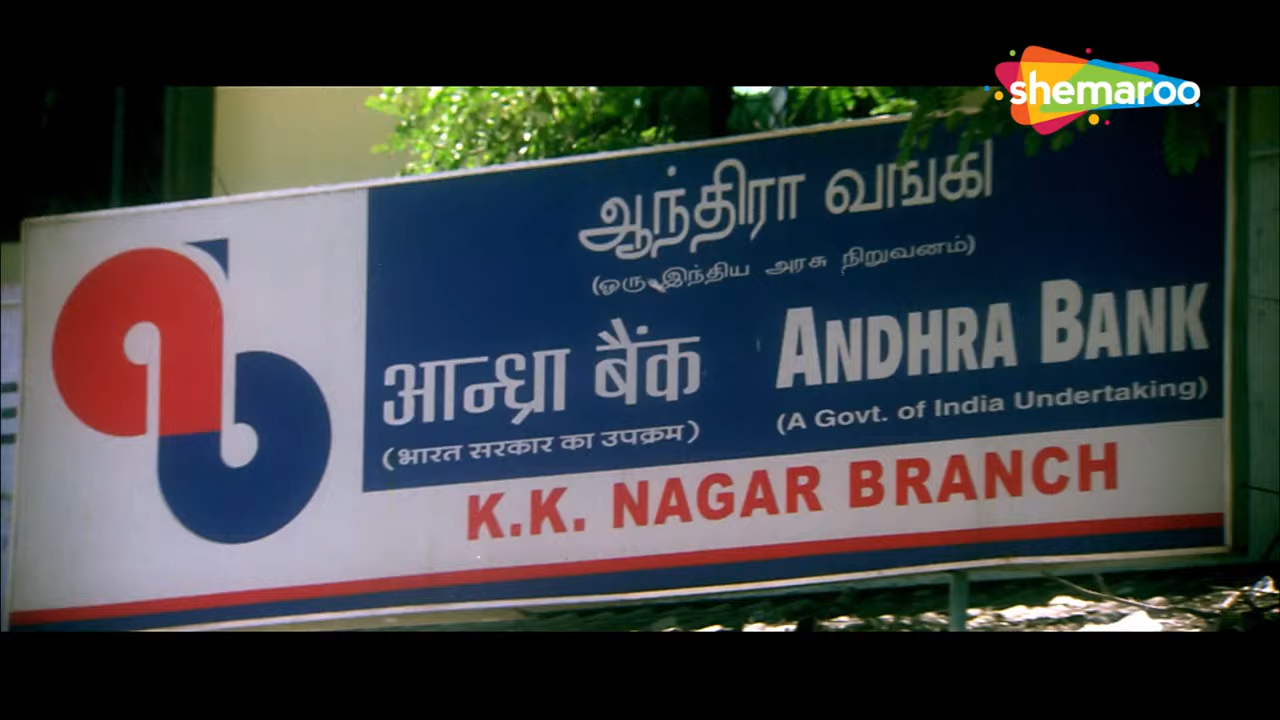 shemaroo
ஆந்திரா வங்கி
(ஒரு இந்திய அரசு நிறுவனம்)
आन्ध्रा बैंक
(भारत सरकार का उपक्रम)
ANDHRA BANK
(A Govt. of India Undertaking)
K.K. NAGAR BRANCH